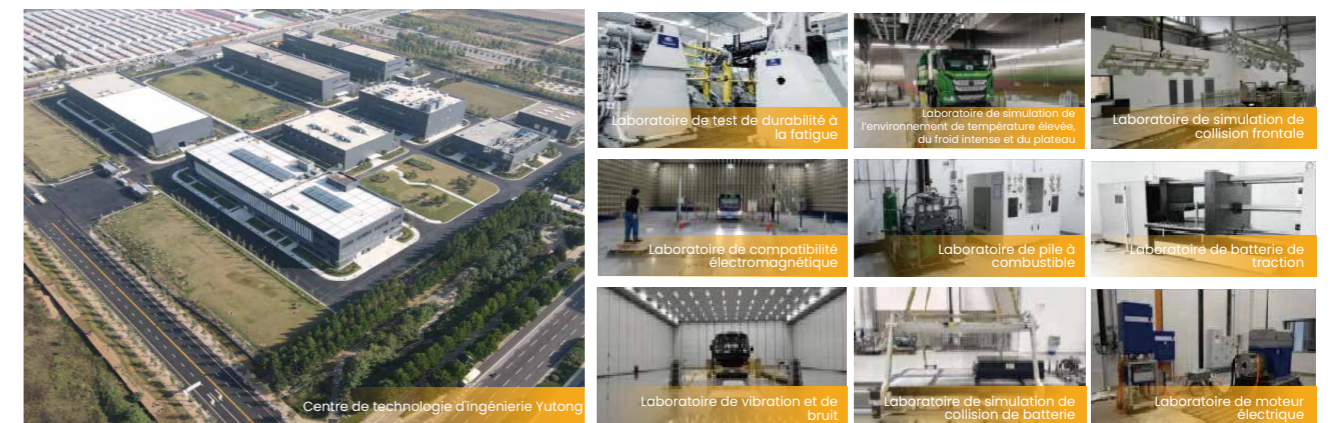 Centre de technologie d'ingénierie Yutong
Laboratoire de test de durabilité à
la fatigue
Laboratoire de simulation de
l'environnement de température élevée,
du froid intense et du plateau
Laboratoire de simulation de
collision frontale
Laboratoire de compatibilité
électromagnétique
Laboratoire de pile à
combustible
Laboratoire de batterie de
traction
Laboratoire de vibration et de
bruit
Laboratoire de simulation de
collision de batterie
Laboratoire de moteur
électrique